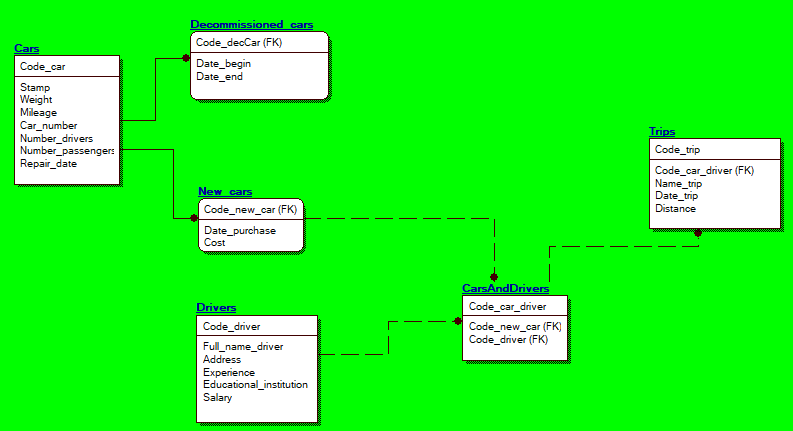 Decommissioned_cars
Code_decCar (FK)
Date_begin
Date_end
Cars
Code_car
Stamp
Weight
Mileage
Car_number
Number_drivers
Number_passengers
Repair_date
New_cars
Code_new_car (FK)
Date_purchase
Cost
Trips
Code_trip
Code_car_driver (FK)
Name_trip
Date_trip
Distance
CarsAndDrivers
Code_car_driver
Code_new_car (FK)
Code_driver (FK)
Drivers
Code_driver
Full_name_driver
Address
Experience
Educational_institution
Salary